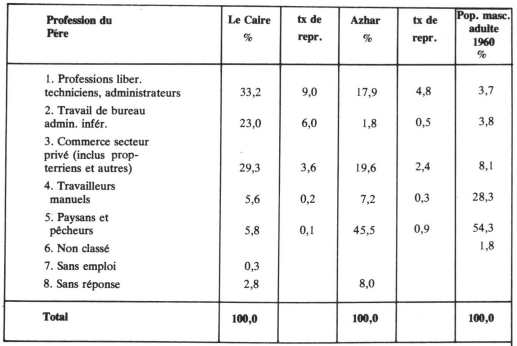 Profession du Père | Le Caire % | tx de repr. | Azhar % | tx de repr. | Pop. masc. adulte 1960 %
1. Profession​s liber.
techniciens, administrateurs 33,2 9,0 17,9 4,8 3,7
2. Travail de bureau
admin. infér. 23,0 6,0 1,8 0,5 3,8
3. Commerce secteur
privé (inclus prop-
terriens et autres) 29,3 3,6 19,6 2,4 8,1
4. Travailleurs
manuels 5,6 0,2 7,2 0,3 28,3
5. Paysans et
pêcheurs 5,8 0,1 45,5 0,9 54,3
6. Non classé 1,8
7. Sans emploi 0,3
8. Sans réponse 2,8 8,0
Total 100,0 100,0 100,0